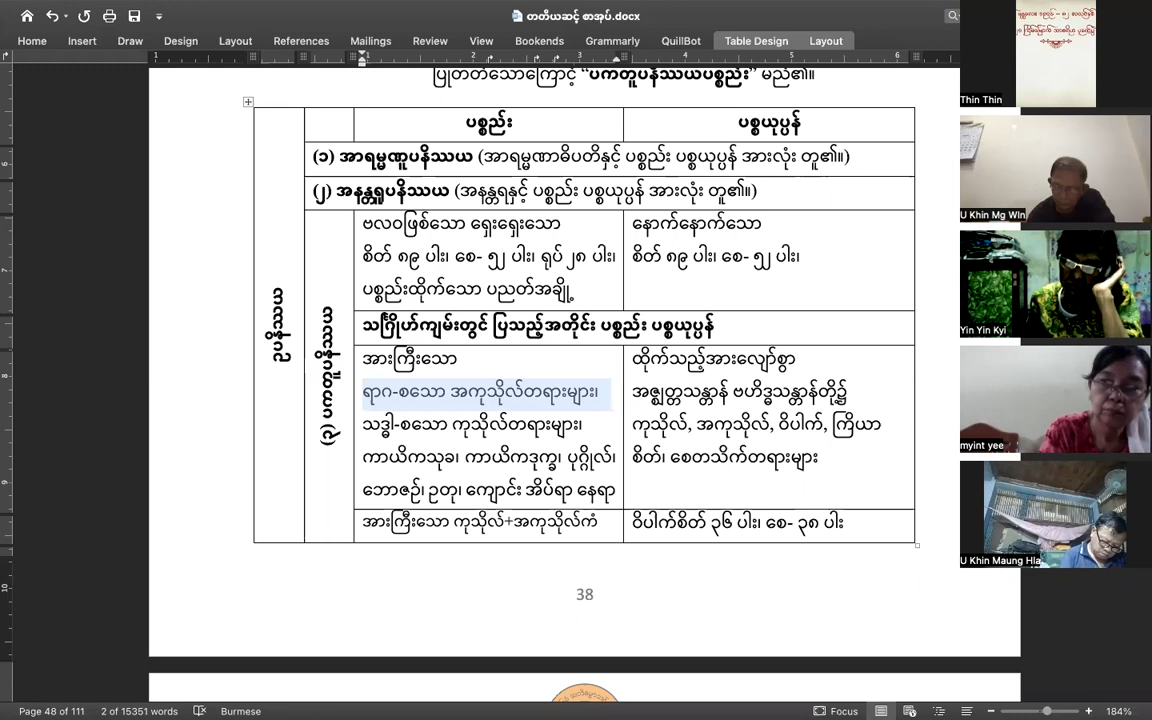 တတိယဆင့် စာအုပ်.docx
Home Insert Draw Design Layout References Mailings Review View Bookends Grammarly QuillBot Table Design Layout
ပြုတတ်သောကြောင့် “ပကတူပနိဿယပစ္စည်း” မည်၏။
ပစ္စည်း ပစ္စယုပ္ပန်
(၁) အာရမ္မဏူပနိဿယ (အာရမ္မဏာဓိပတိနှင့် ပစ္စည်း ပစ္စယုပ္ပန် အားလုံး တူ၏။)
(၂) အနန္တရူပနိဿယ (အနန္တရနှင့် ပစ္စည်း ပစ္စယုပ္ပန် အားလုံး တူ၏။)
ဥပနိဿယ
(၃) ပကတူပနိဿယ
ဗလဝဖြစ်သော ရှေးရှေးသော
စိတ် ၈၉ ပါး၊ စေ- ၅၂ ပါး၊ ရုပ် ၂၈ ပါး၊
ပစ္စည်းထိုက်သော ပညတ်အချို့
နောက်နောက်သော
စိတ် ၈၉ ပါး၊ စေ- ၅၂ ပါး၊
သင်္ဂြိုဟ်ကျမ်းတွင် ပြသည့်အတိုင်း ပစ္စည်း ပစ္စယုပ္ပန်
အားကြီးသော
ရာဂ-စသော အကုသိုလ်တရားများ၊
သဒ္ဓါ-စသော ကုသိုလ်တရားများ၊
ကာယိကသုခ၊ ကာယိကဒုက္ခ၊ ပုဂ္ဂိုလ်၊
ဘောဇဉ်၊ ဥတု၊ ကျောင်း အိပ်ရာ နေရာ
ထိုက်သည့်အားလျော်စွာ
အဇ္ဈတ္တသန္တာန် ဗဟိဒ္ဓသန္တာန်တို့၌
ကုသိုလ်, အကုသိုလ်, ဝိပါက်, ကြိယာ
စိတ်၊ စေတသိက်တရားများ
အားကြီးသော ကုသိုလ်+အကုသိုလ်ကံ
ဝိပါက်စိတ် ၃၆ ပါး၊ စေ- ၃၈ ပါး
38
Thin Thin
U Khin Mg Win
Yin Yin Kyi
myint yee
U Khin Maung Hla
Page 48 of 111 2 of 15351 words Burmese Focus 184%